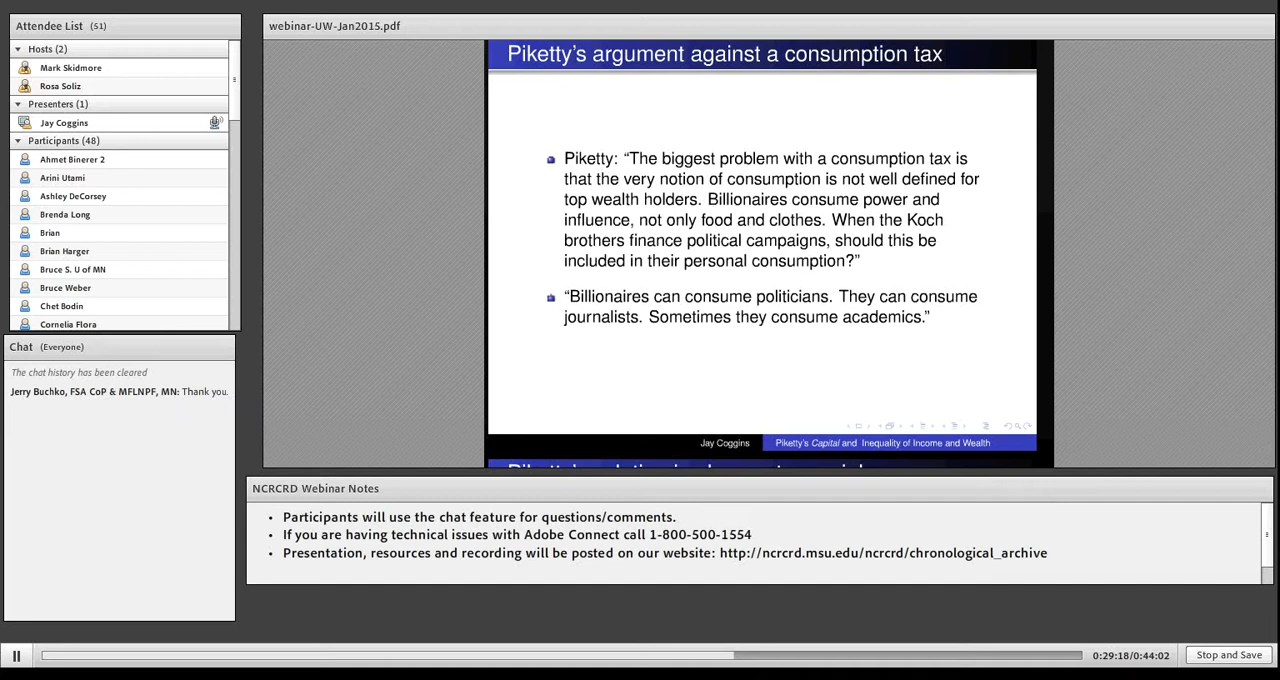 Attendee List (51)
Hosts (2)
Mark Skidmore
Rosa Soliz
Presenters (1)
Jay Coggins
Participants (48)
Ahmet Binerer 2
Arini Utami
Ashley DeCorsey
Brenda Long
Brian
Brian Harger
Bruce S. U of MN
Bruce Weber
Chet Bodin
Cornelia Flora
Chat (Everyone)
The chat history has been cleared
Jerry Buchko, FSA CoP & MFLNPF, MN: Thank you.
webinar-UW-Jan2015.pdf
Piketty's argument against a consumption tax
Piketty: “The biggest problem with a consumption tax is
that the very notion of consumption is not well defined for
top wealth holders. Billionaires consume power and
influence, not only food and clothes. When the Koch
brothers finance political campaigns, should this be
included in their personal consumption?”
“Billionaires can consume politicians. They can consume
journalists. Sometimes they consume academics.”
Jay Coggins
Piketty's Capital and Inequality of Income and Wealth
NCRCRD Webinar Notes
• Participants will use the chat feature for questions/comments.
• If you are having technical issues with Adobe Connect call 1-800-500-1554
• Presentation, resources and recording will be posted on our website: http://ncrcrd.msu.edu/ncrcrd/chronological_archive
0:29:18/0:44:02
Stop and Save